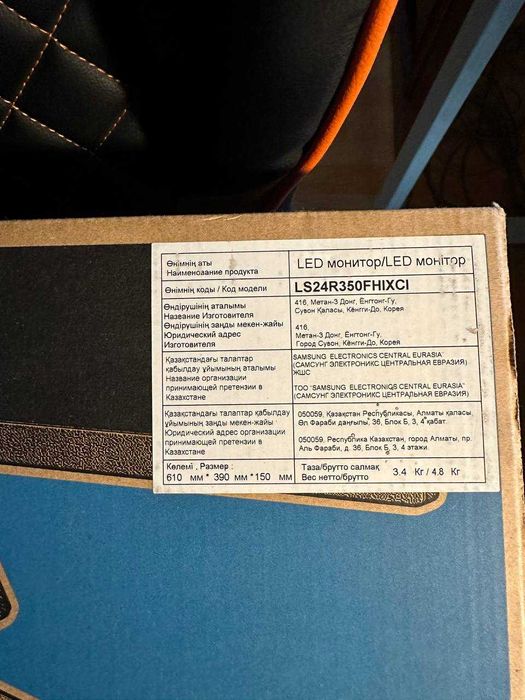 Өнімнің аты
Наименование продукта
LED монитор/LED монітор
Өнімнің коды / Код модели
LS24R350FHIXCI
Өндірушінің аталымы
Название Изготовителя
Өндірушінің заңды мекен-жайы
Юридический адрес
Изготовителя
416, Метан-3 Донг, Енгтонг-Гу,
Сувон Қаласы, Кёнгги-До, Корея
416,
Метан-3 Донг, Ёнгтонг-Гу,
Город Сувон, Кёнгги-До, Корея
Қазақстандағы талаптар
қабылдау ұйымының аталымы
Название организации
принимающей претензии в
Казахстане
SAMSUNG ELECTRONICS CENTRAL EURASIA"
(САМСУНГ ЭЛЕКТРОНИКС ЦЕНТРАЛЬНАЯ ЕВРАЗИЯ)
ЖШС
ТОО "SAMSUNG ELECTRONIQS CENTRAL EURASIA"
(САМСУНГ ЭЛЕКТРОНИКС ЦЕНТРАЛЬНАЯ ЕВРАЗИЯ)
Қазақстандағы талаптар қабылдау
ұйымының заңды мекен-жайы
Юридический адрес организации
принимающей претензии в
Казахстане
050059, Қазақстан Республикасы, Алматы қаласы,
Әл Фараби даңғылы, 36, Блок Б, 3, 4 қабат.
050059, Республика Казахстан, город Алматы, пр.
Аль Фараби, д. 36, Блок Б, 3, 4 этажи.
Көлемі , Размер :
610 мм * 390 мм *150 мм
Таза/брутто салмақ
Вес нетто/брутто
3.4 Кг / 4.8 Кг